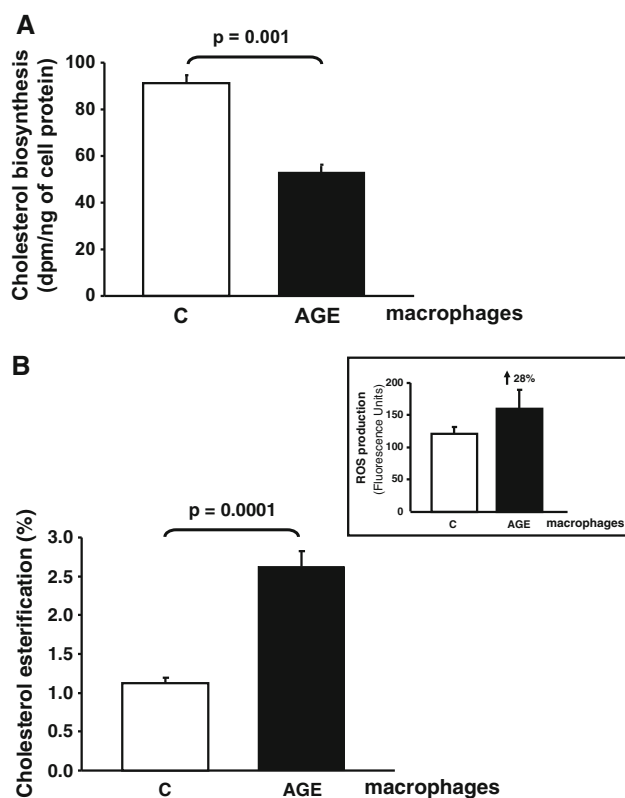 A
p = 0.001
Cholesterol biosynthesis
(dpm/ng of cell protein)
100
80
60
40
20
0
C AGE macrophages
B
28%
ROS production
(Fluorescence Units)
200
150
100
50
0
C AGE macrophages
p = 0.0001
Cholesterol esterification (%)
3.0
2.5
2.0
1.5
1.0
0.5
0.0
C AGE macrophages